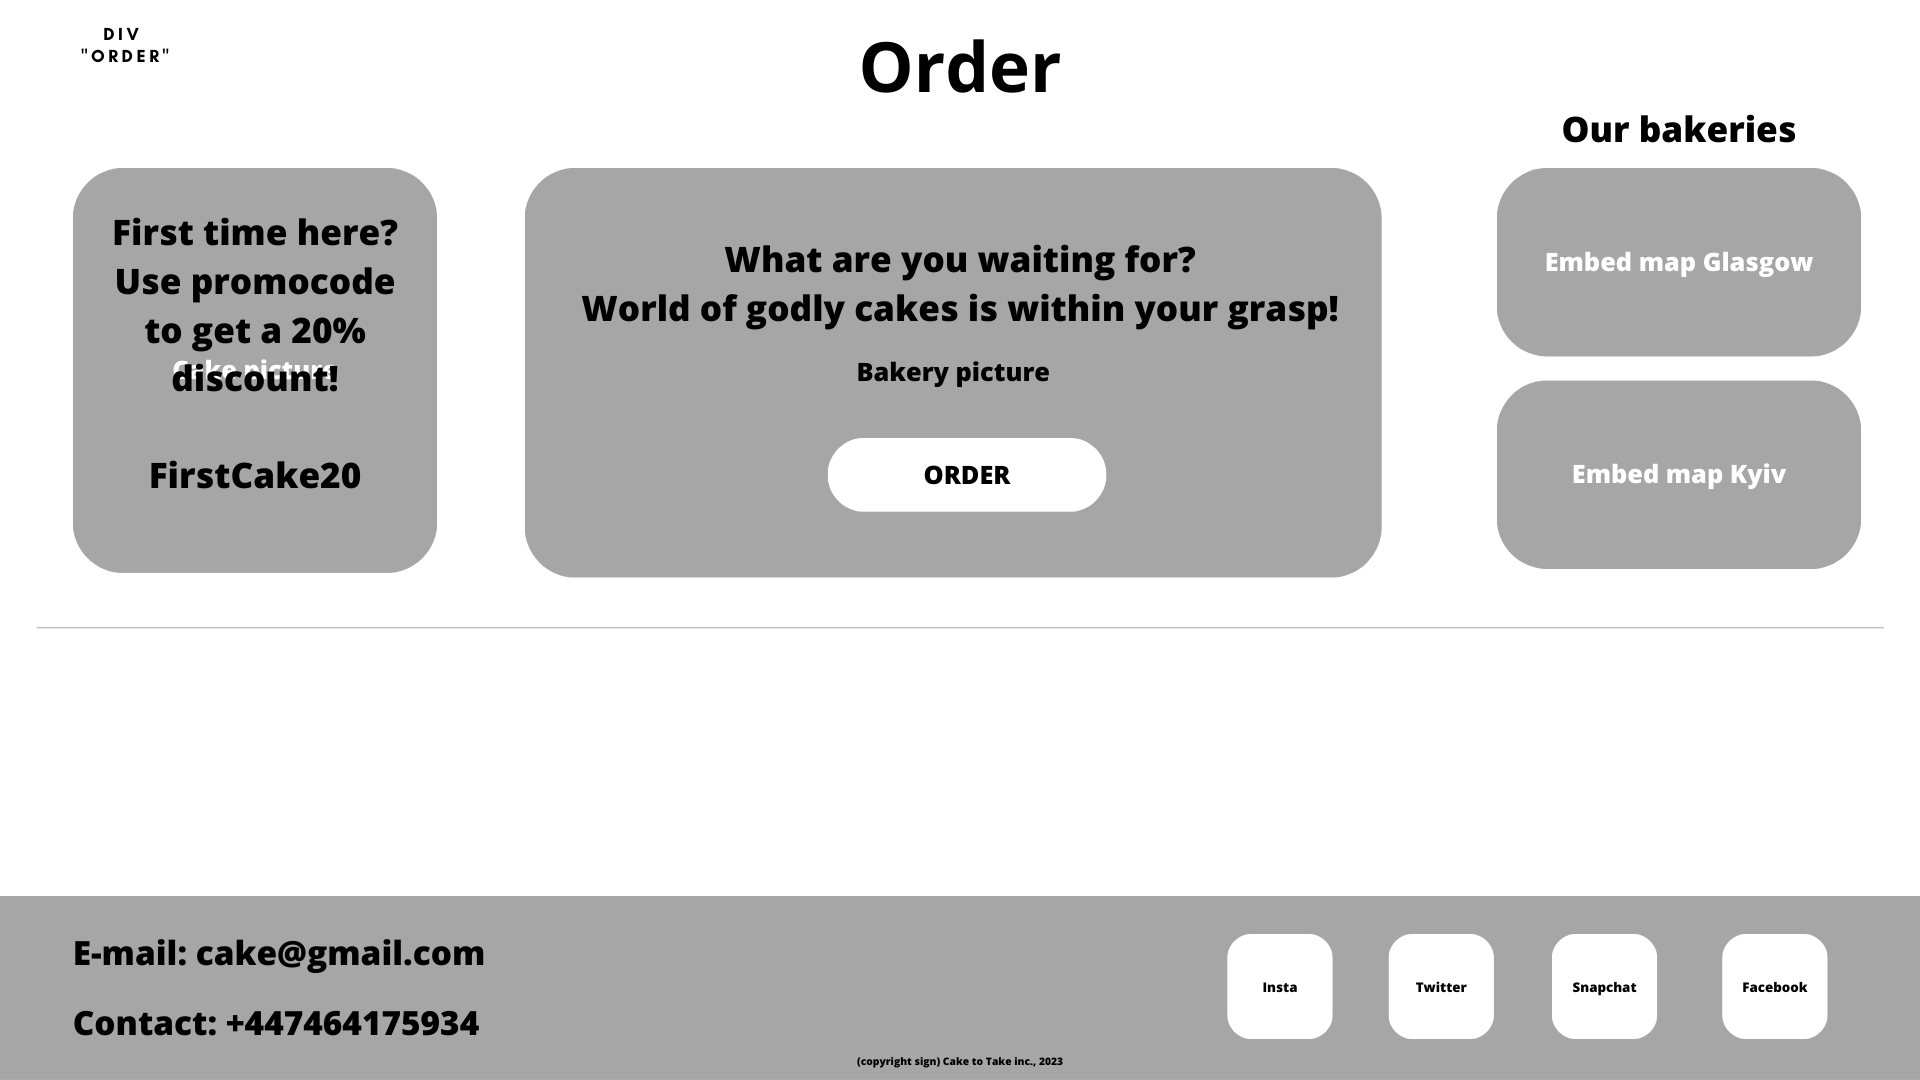 DIV
"ORDER"
Order
Our bakeries
First time here?
Use promocode
to get a 20%
discount!
Cake picture
FirstCake20
What are you waiting for?
World of godly cakes is within your grasp!
Bakery picture
ORDER
Embed map Glasgow
Embed map Kyiv
E-mail: cake@gmail.com
Contact: +447464175934
Insta
Twitter
Snapchat
Facebook
(copyright sign) Cake to Take inc., 2023